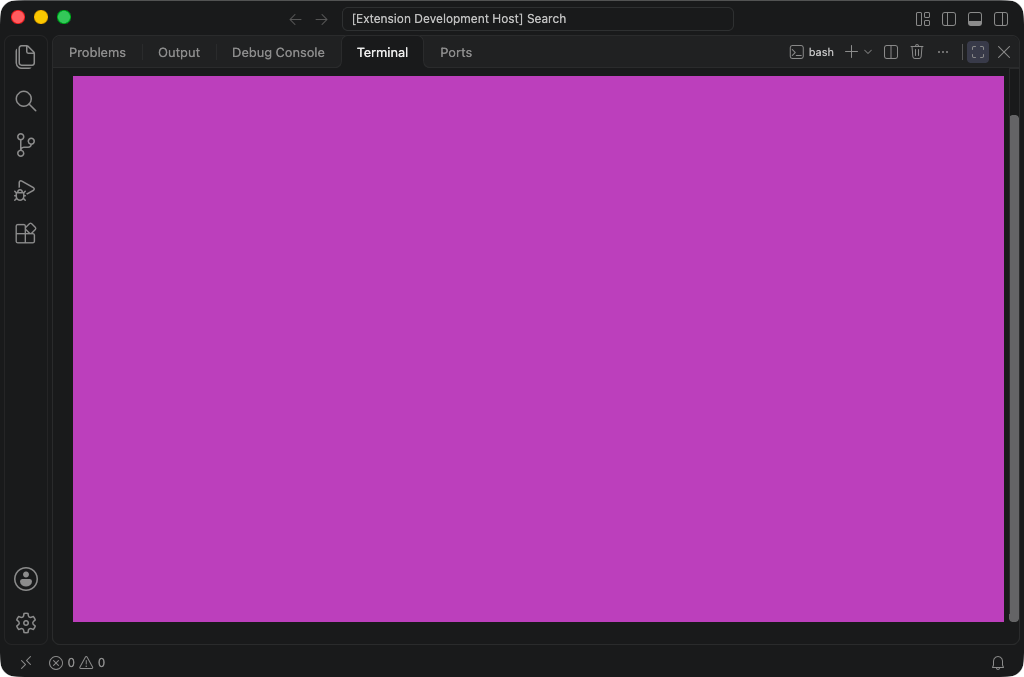 [Extension Development Host] Search
Problems
Output
Debug Console
Terminal
Ports
bash
0
0